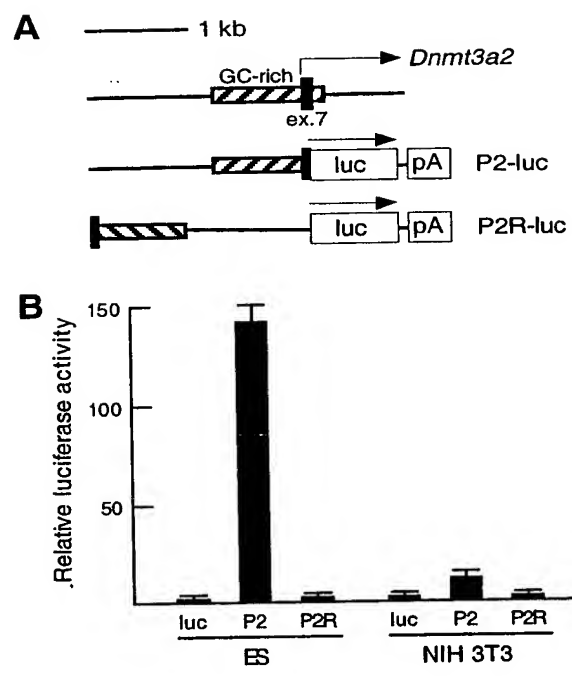 A
1 kb
Dnmt3a2
GC-rich
ex.7
luc pA P2-luc
luc pA P2R-luc
B
Relative luciferase activity
150
100
50
luc P2 P2R luc P2 P2R
ES NIH 3T3